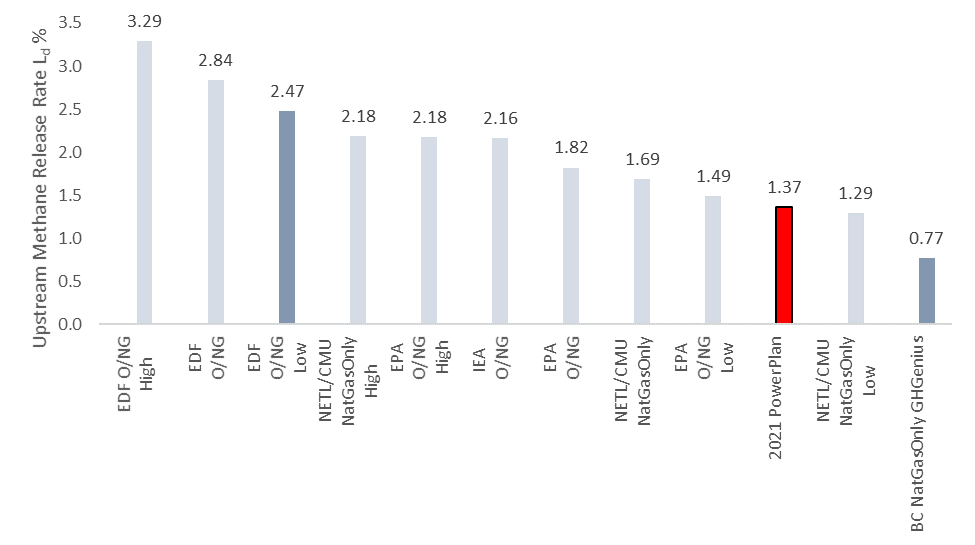 Upstream Methane Release Rate Ld %
3.5
3.0
2.5
2.0
1.5
1.0
0.5
0.0
3.29
2.84
2.47
2.18
2.18
2.16
1.82
1.69
1.49
1.37
1.29
0.77
EDF O/NG
High
EDF
O/NG
EDF
O/NG
Low
NETL/CMU
NatGasOnly
High
EPA
O/NG
High
IEA
O/NG
EPA
O/NG
NETL/CMU
NatGasOnly
EPA
O/NG
Low
2021 PowerPlan
NETL/CMU
NatGasOnly
Low
BC NatGasOnly GHGenius